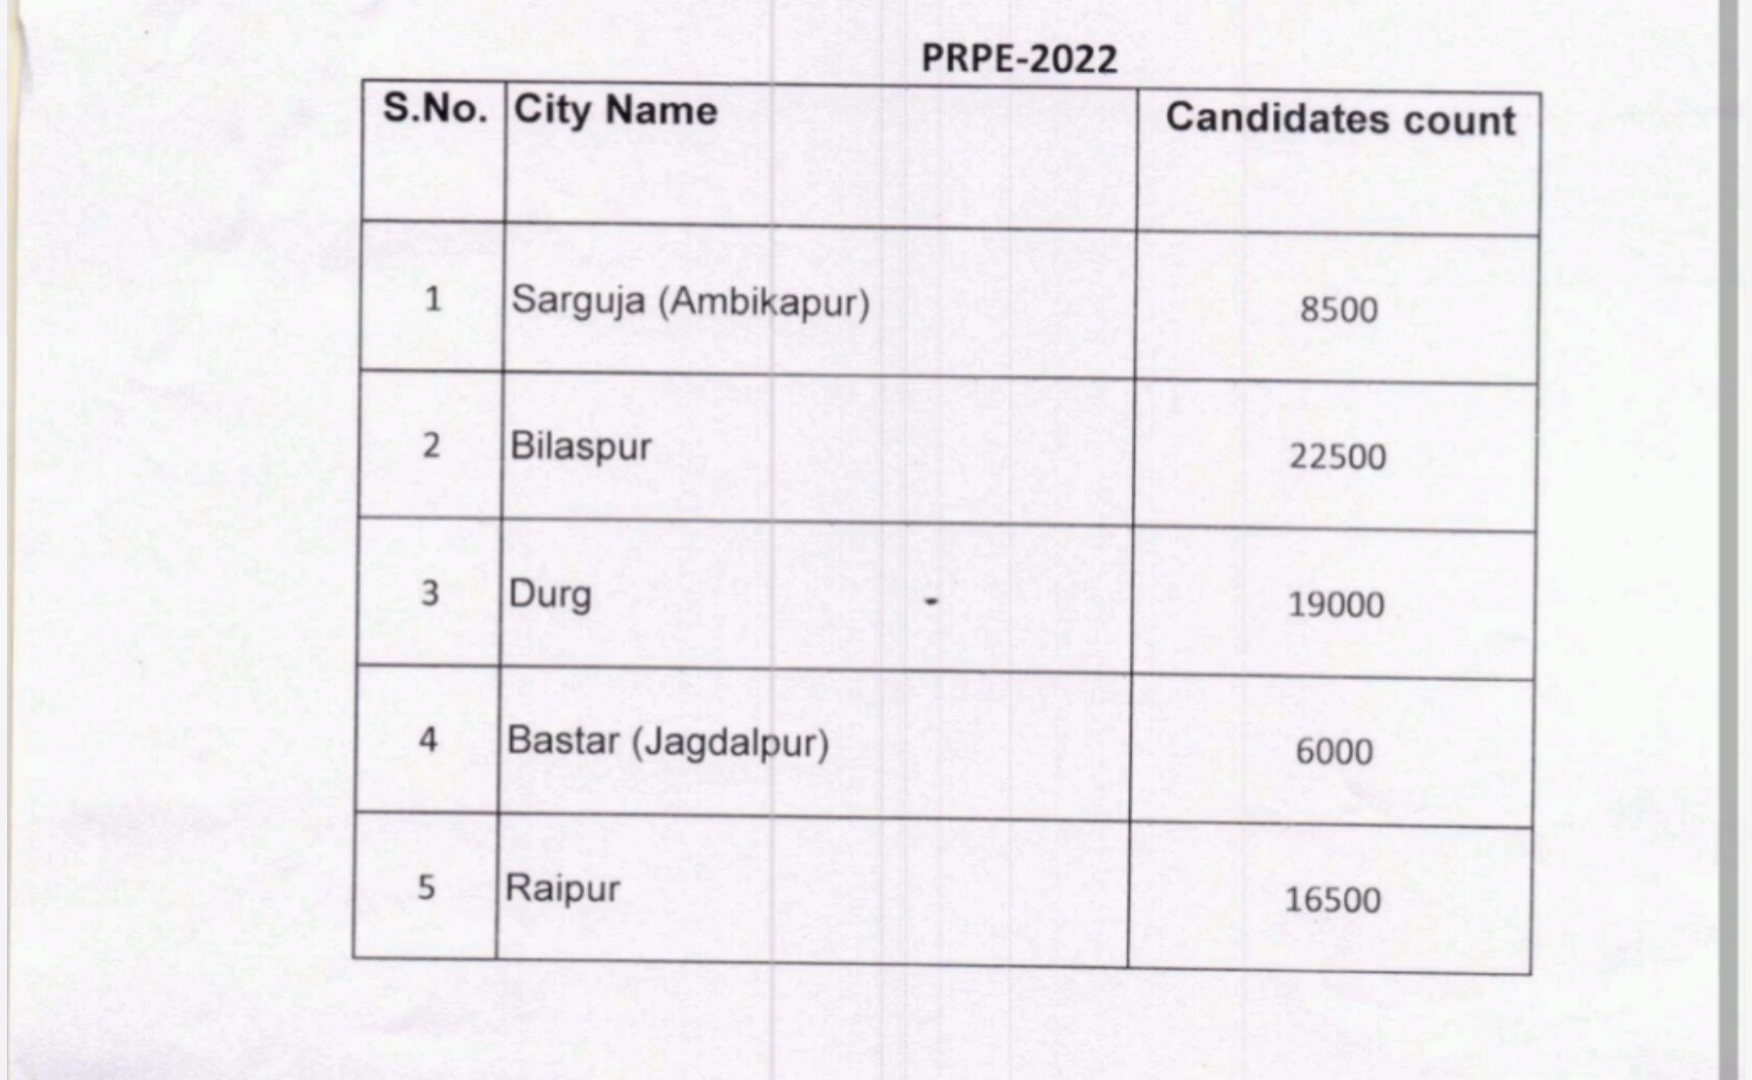 PRPE-2022
S.No. City Name Candidates count
1 Sarguja (Ambikapur) 8500
2 Bilaspur 22500
3 Durg 19000
4 Bastar (Jagdalpur) 6000
5 Raipur 16500